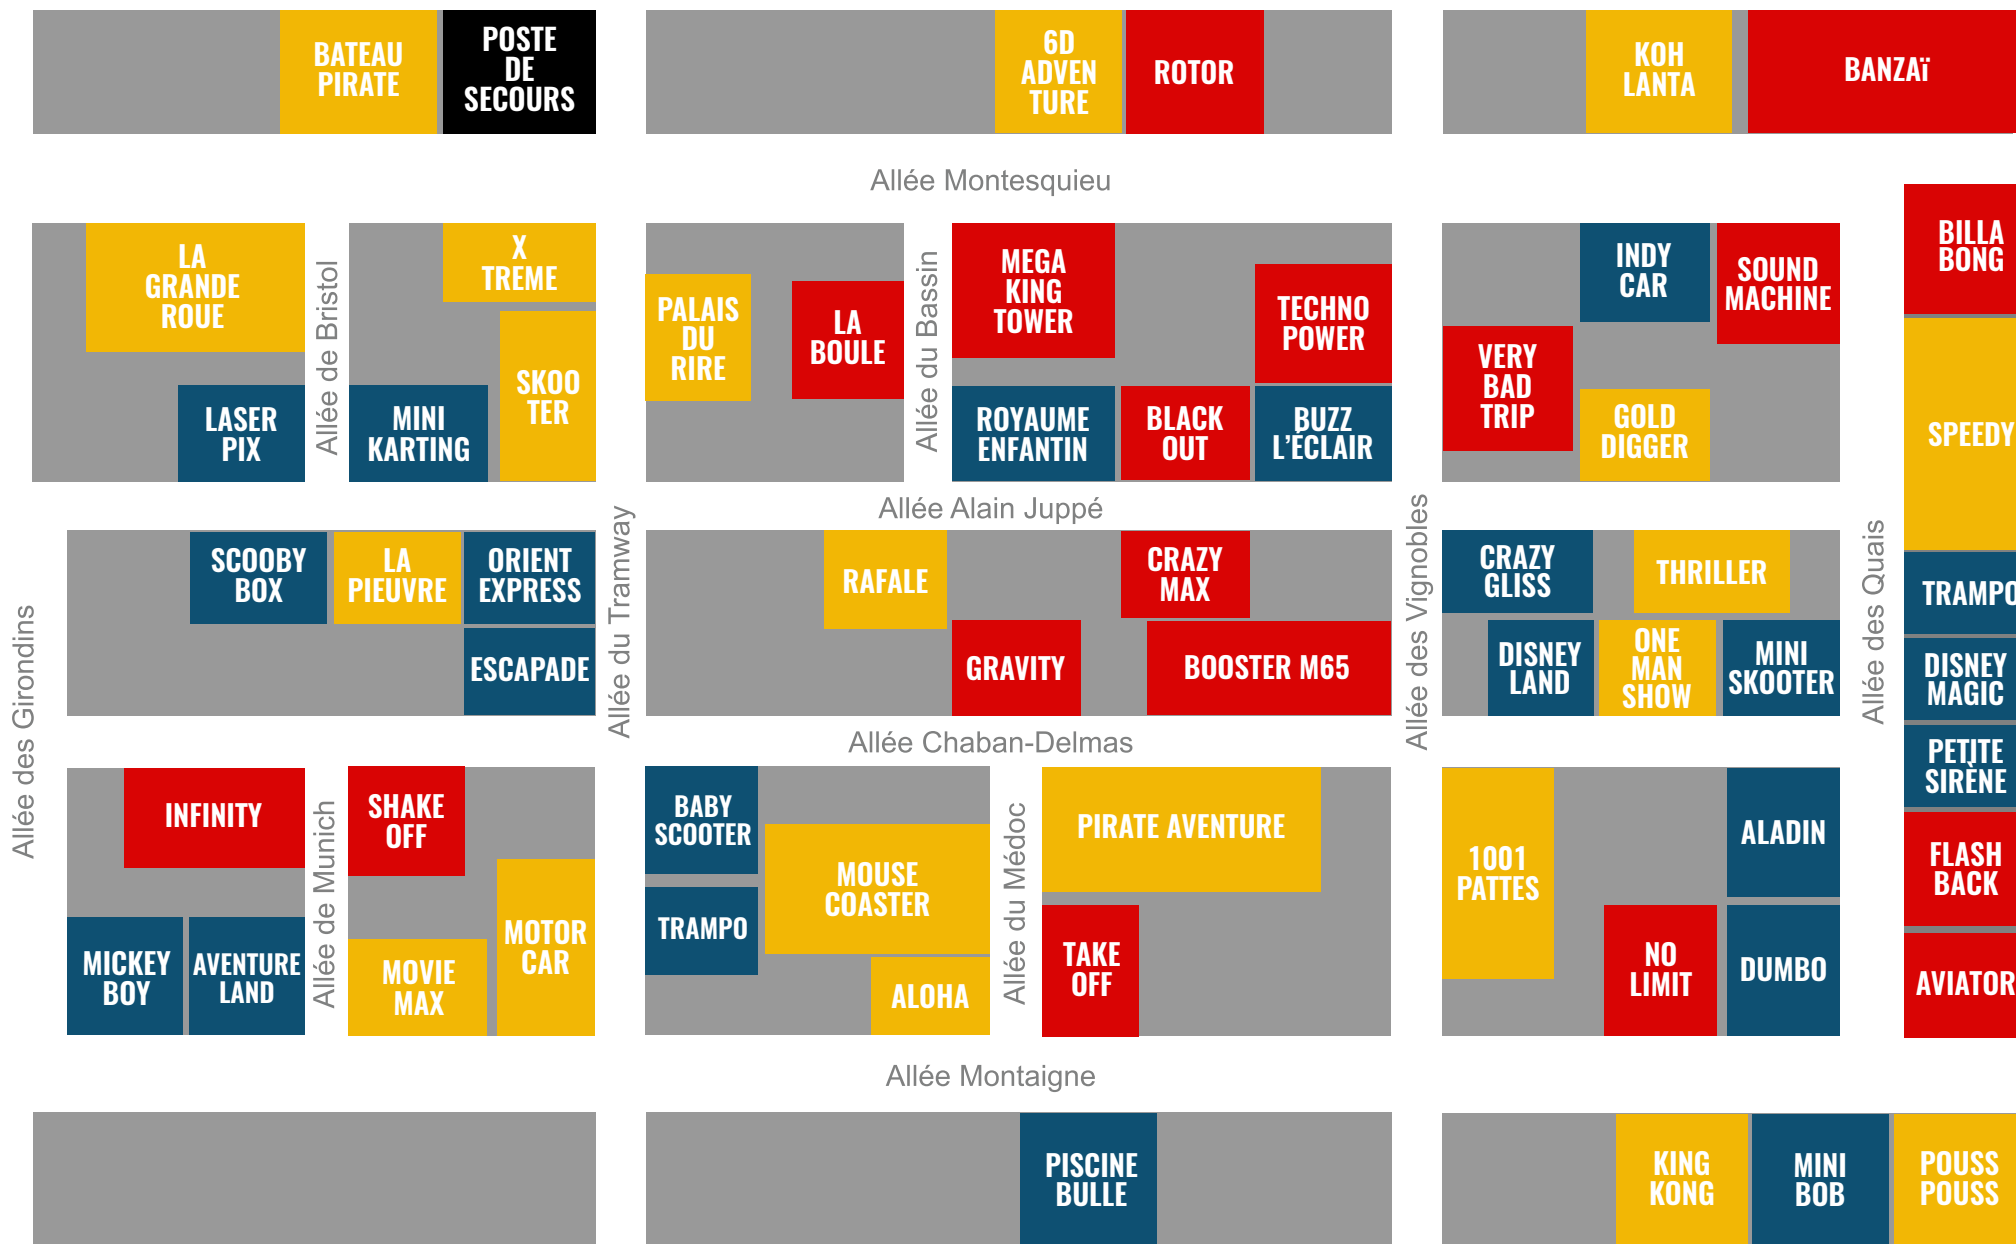 BATEAU
PIRATE
POSTE
DE
SECOURS
6D
ADVEN
TURE
ROTOR
KOH
LANTA
BANZAï
Allée Montesquieu
LA
GRANDE
ROUE
LASER
PIX
Allée de Bristol
X
TREME
SKOO
TER
MINI
KARTING
PALAIS
DU
RIRE
LA
BOULE
Allée du Bassin
MEGA
KING
TOWER
TECHNO
POWER
ROYAUME
ENFANTIN
BLACK
OUT
BUZZ
L'ÉCLAIR
INDY
CAR
SOUND
MACHINE
VERY
BAD
TRIP
GOLD
DIGGER
BILLA
BONG
SPEEDY
Allée Alain Juppé
Allée des Girondins
SCOOBY
BOX
LA
PIEUVRE
ORIENT
EXPRESS
ESCAPADE
Allée du Tramway
RAFALE
CRAZY
MAX
GRAVITY
BOOSTER M65
Allée des Vignobles
CRAZY
GLISS
THRILLER
DISNEY
LAND
ONE
MAN
SHOW
MINI
SKOOTER
Allée des Quais
TRAMPO
DISNEY
MAGIC
PETITE
SIRÈNE
FLASH
BACK
AVIATOR
Allée Chaban-Delmas
INFINITY
MICKEY
BOY
AVENTURE
LAND
Allée de Munich
SHAKE
OFF
MOTOR
CAR
MOVIE
MAX
BABY
SCOOTER
TRAMPO
MOUSE
COASTER
ALOHA
Allée du Médoc
PIRATE AVENTURE
TAKE
OFF
1001
PATTES
ALADIN
NO
LIMIT
DUMBO
Allée Montaigne
PISCINE
BULLE
KING
KONG
MINI
BOB
POUSS
POUSS